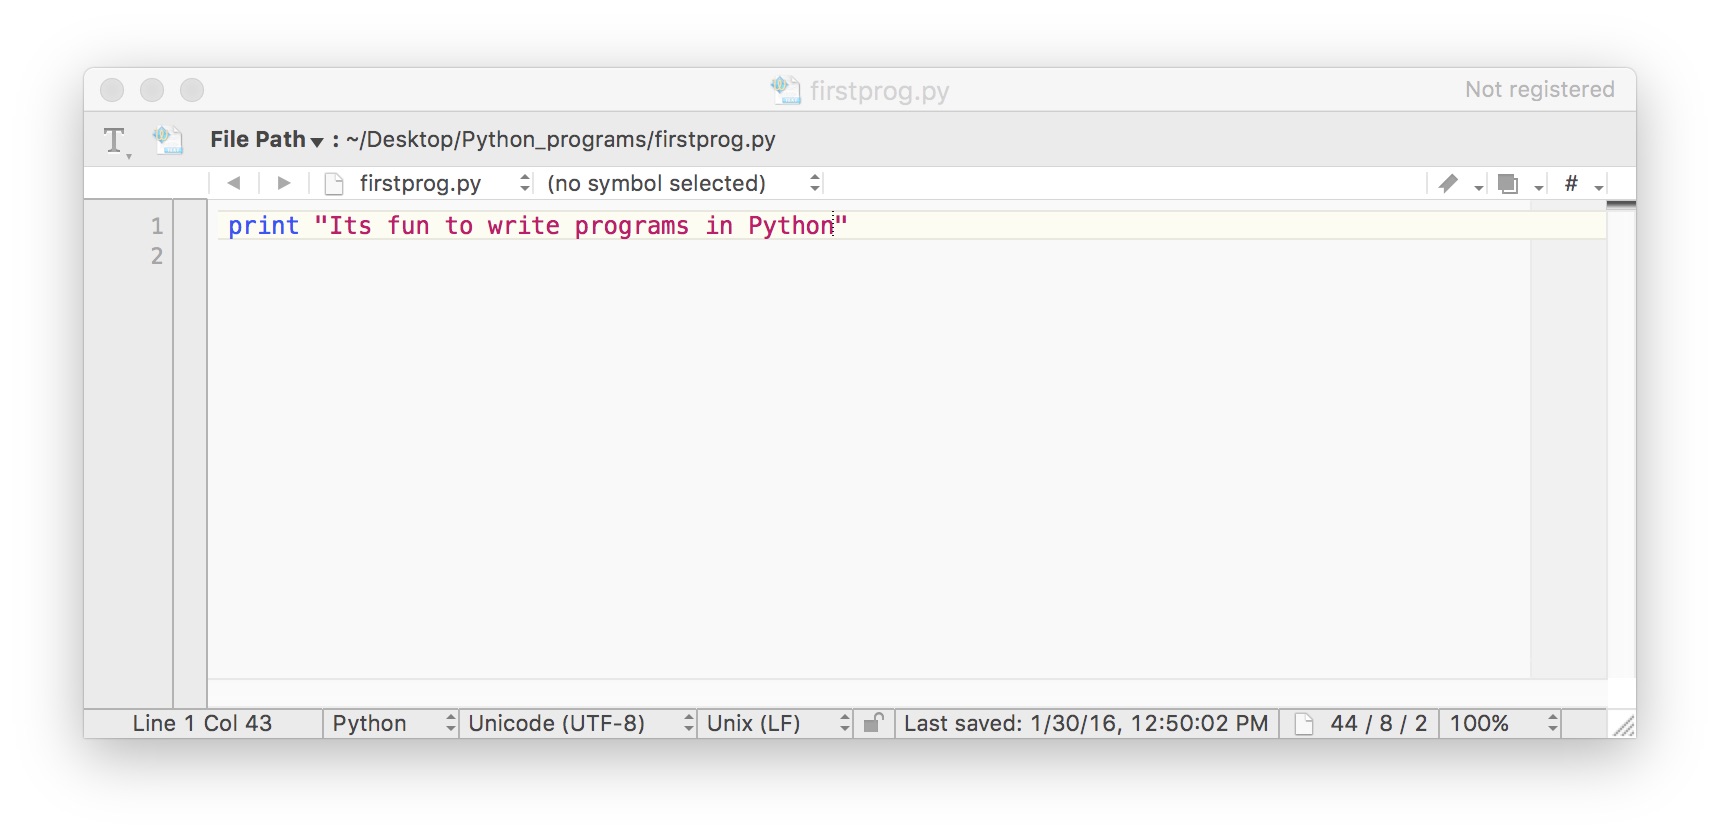 firstprog.py
Not registered
File Path : ~/Desktop/Python_programs/firstprog.py
firstprog.py (no symbol selected) #
1 print "Its fun to write programs in Python"
2
Line 1 Col 43 Python Unicode (UTF-8) Unix (LF) Last saved: 1/30/16, 12:50:02 PM 44 / 8 / 2 100%